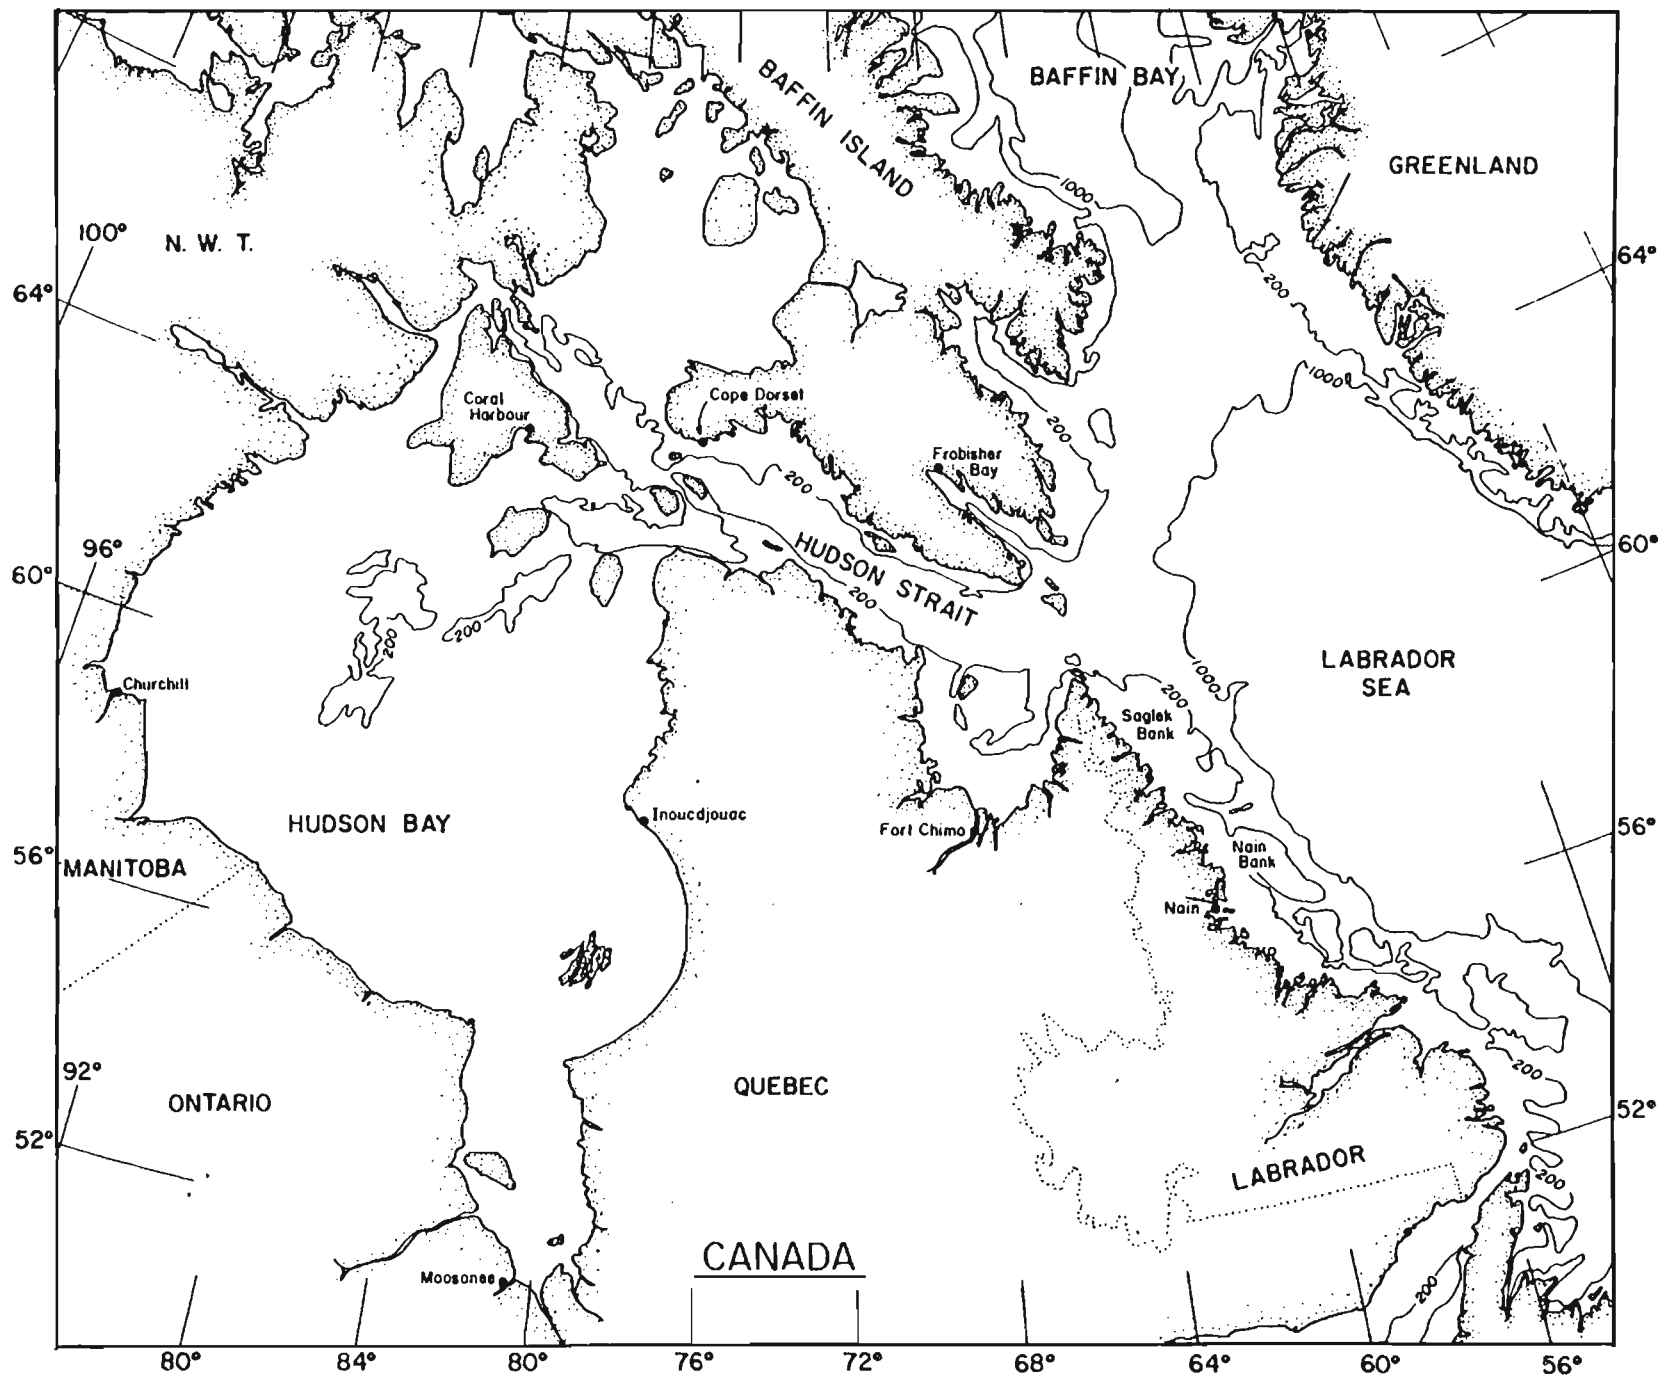 BAFFIN BAY
BAFFIN ISLAND
GREENLAND
1000
100°
N. W. T.
64°
64°
200
1000
Coral
Harbour
Cape Dorset
200
Frobisher
Bay
200
96°
60°
60°
HUDSON STRAIT
200
200
200
LABRADOR
SEA
1000
200
Churchill
Saglek
Bank
HUDSON BAY
Inoucdjouac
Fort Chimo
56°
56°
MANITOBA
Nain
Bank
Nain
92°
ONTARIO
QUEBEC
200
52°
52°
LABRADOR
200
CANADA
Moosonee
200
80°
84°
80°
76°
72°
68°
64°
60°
56°